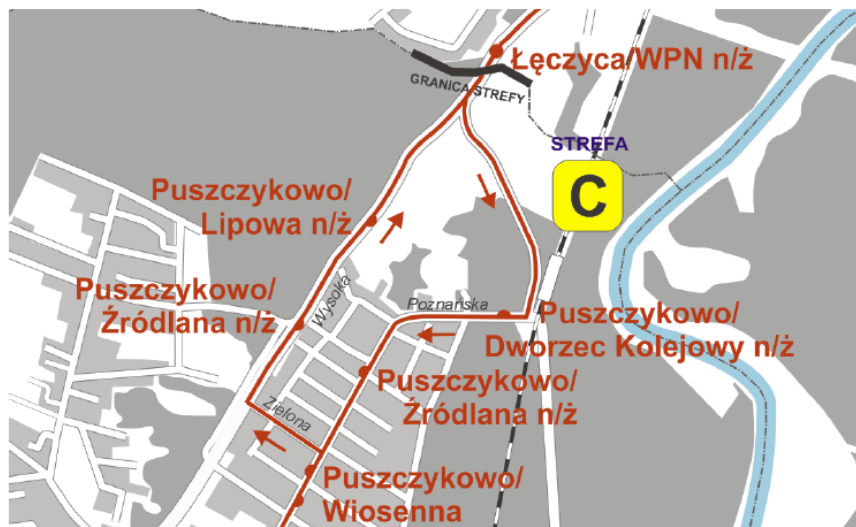 Łęczyca/WPN n/ż
GRANICA STREFY
STREFA
C
Puszczykowo/
Lipowa n/ż
Puszczykowo/
Źródlana n/ż
Wysoka
Poznańska
Puszczykowo/
Dworzec Kolejowy n/ż
Puszczykowo/
Źródlana n/ż
Zielona
Puszczykowo/
Wiosenna